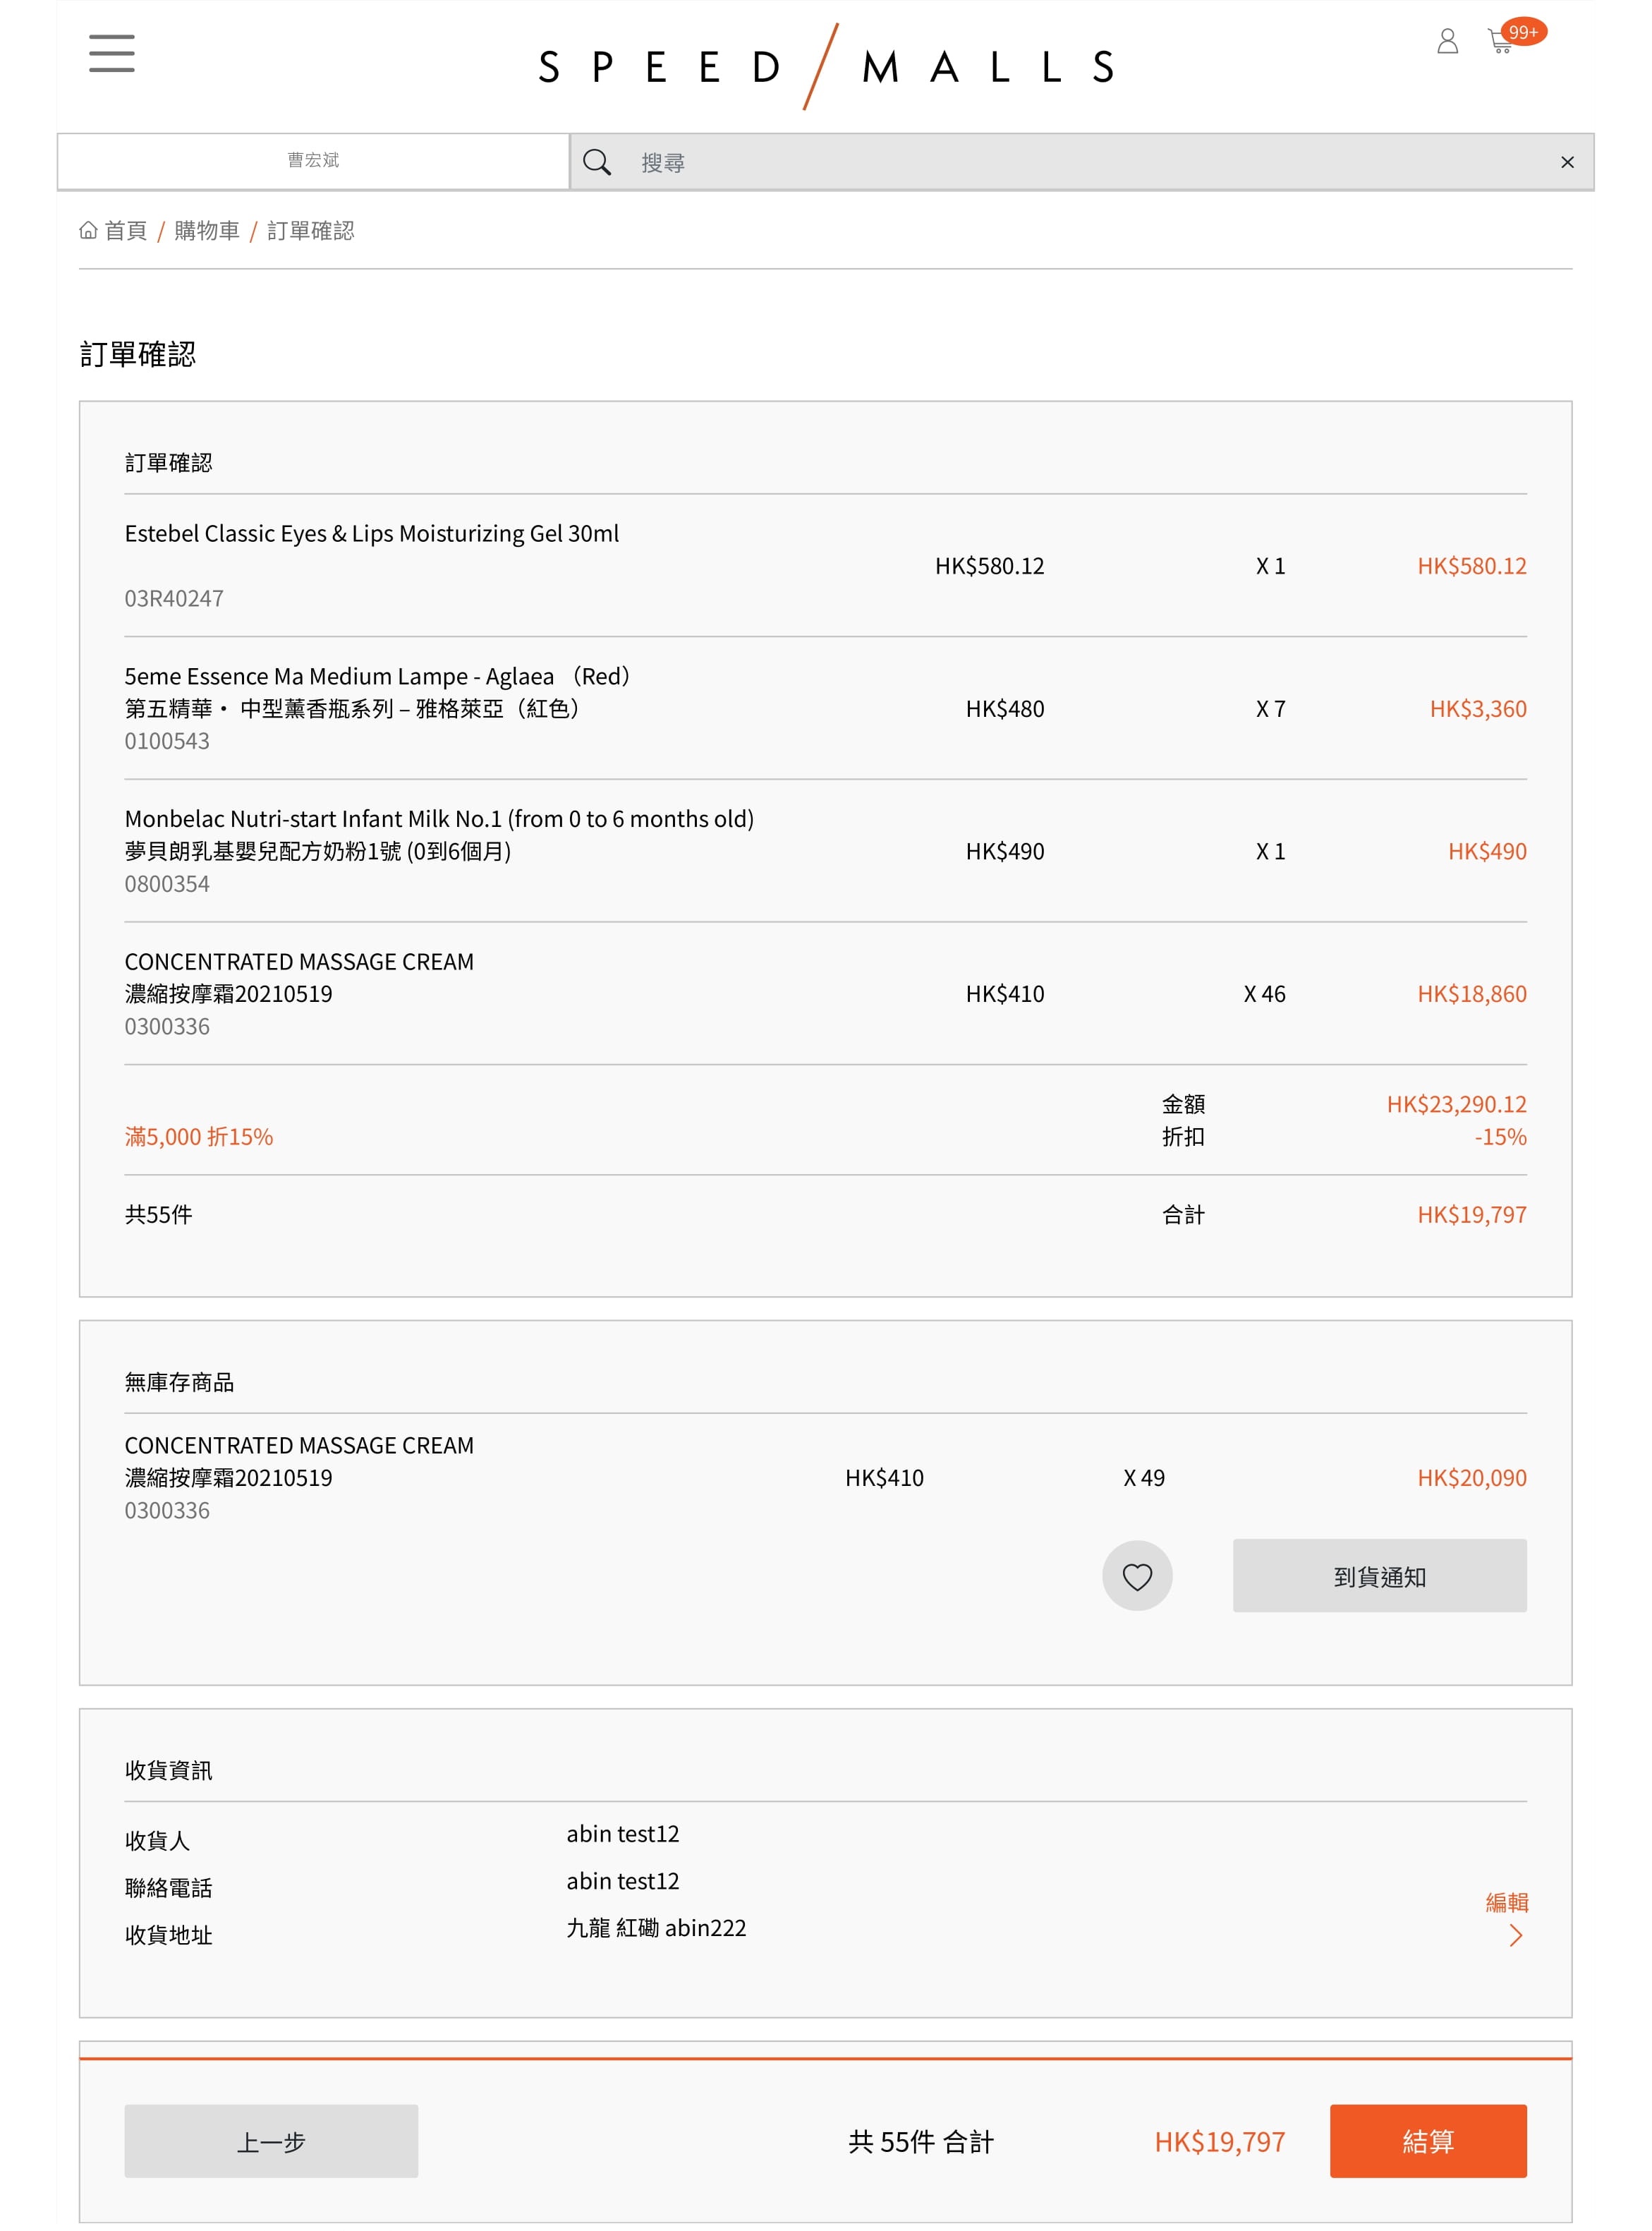 SPEED/MALLS
99+
曹宏斌
搜尋
×
首頁 / 購物車 / 訂單確認
訂單確認
訂單確認
Estebel Classic Eyes & Lips Moisturizing Gel 30ml
HK$580.12 X 1 HK$580.12
03R40247
5eme Essence Ma Medium Lampe - Aglaea （Red）
第五精華・ 中型薰香瓶系列 – 雅格萊亞（紅色） HK$480 X 7 HK$3,360
0100543
Monbelac Nutri-start Infant Milk No.1 (from 0 to 6 months old)
夢貝朗乳基嬰兒配方奶粉1號 (0到6個月) HK$490 X 1 HK$490
0800354
CONCENTRATED MASSAGE CREAM
濃縮按摩霜20210519 HK$410 X 46 HK$18,860
0300336
金額 HK$23,290.12
滿5,000 折15% 折扣 -15%
共55件 合計 HK$19,797
無庫存商品
CONCENTRATED MASSAGE CREAM
濃縮按摩霜20210519 HK$410 X 49 HK$20,090
0300336
到貨通知
收貨資訊
收貨人 abin test12
聯絡電話 abin test12
收貨地址 九龍 紅磡 abin222
編輯
上一步 共 55件 合計 HK$19,797 結算